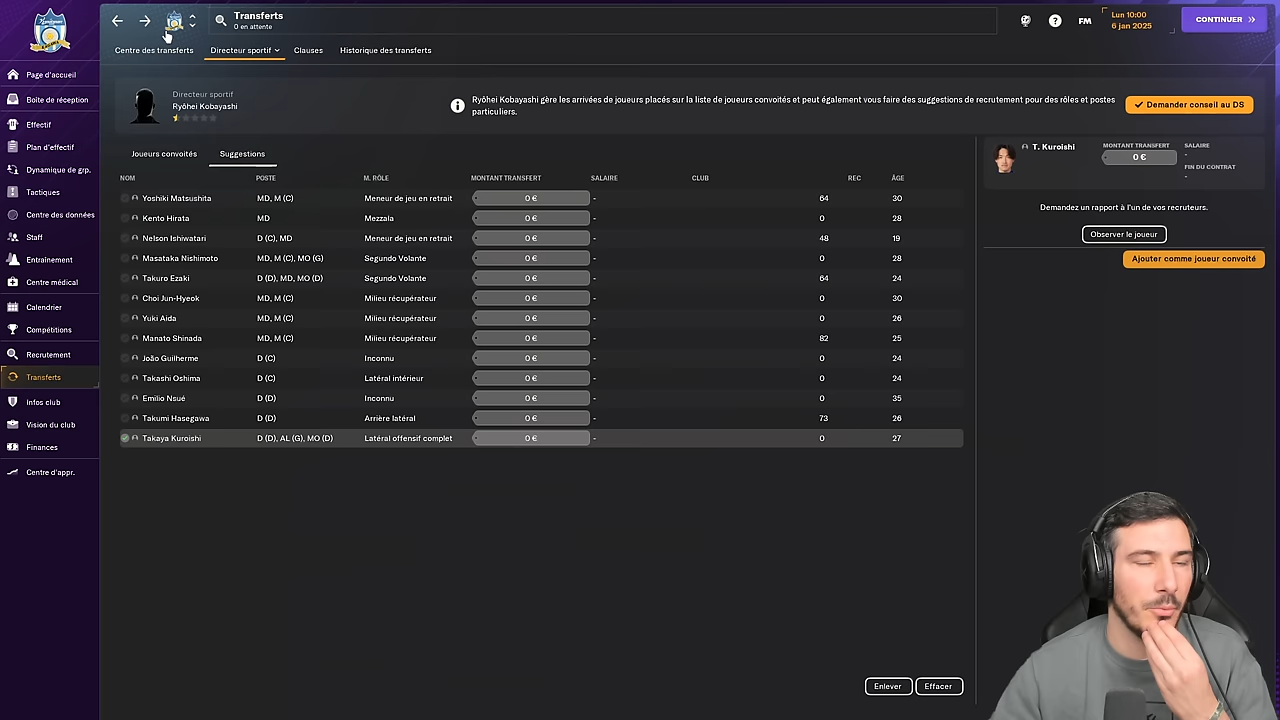 Transferts
0 en attente
FM
Lun 10:00
6 jan 2025
CONTINUER
Centre des transferts
Directeur sportif
Clauses
Historique des transferts
Page d'accueil
Boîte de réception
Effectif
Plan d'effectif
Dynamique de grp.
Tactiques
Centre des données
Staff
Entraînement
Centre médical
Calendrier
Compétitions
Recrutement
Transferts
Infos club
Vision du club
Finances
Centre d'appr.
Directeur sportif
Ryôhei Kobayashi
Ryôhei Kobayashi gère les arrivées de joueurs placés sur la liste de joueurs convoités et peut également vous faire des suggestions de recrutement pour des rôles et postes
particuliers.
Demander conseil au DS
Joueurs convoités
Suggestions
NOM POSTE M. RÔLE MONTANT TRANSFERT SALAIRE CLUB REC ÂGE
Yoshiki Matsushita MD, M (C) Meneur de jeu en retrait 0 € - 64 30
Kento Hirata MD Mezzala 0 € - 0 28
Nelson Ishiwatari D (C), MD Meneur de jeu en retrait 0 € - 48 19
Masataka Nishimoto MD, M (C), MO (G) Segundo Volante 0 € - 0 28
Takuro Ezaki D (D), MD, MO (D) Segundo Volante 0 € - 64 24
Choi Jun-Hyeok MD, M (C) Milieu récupérateur 0 € - 0 30
Yuki Aida MD, M (C) Milieu récupérateur 0 € - 0 26
Manato Shinada MD, M (C) Milieu récupérateur 0 € - 82 25
João Guilherme D (C) Inconnu 0 € - 0 24
Takashi Oshima D (C) Latéral intérieur 0 € - 0 24
Emilio Nsué D (D) Inconnu 0 € - 0 35
Takumi Hasegawa D (D) Arrière latéral 0 € - 73 26
Takaya Kuroishi D (D), AL (G), MO (D) Latéral offensif complet 0 € - 0 27
Enlever
Effacer
T. Kuroishi
MONTANT TRANSFERT
0 €
SALAIRE
-
FIN DU CONTRAT
-
Demandez un rapport à l'un de vos recruteurs.
Observer le joueur
Ajouter comme joueur convoité